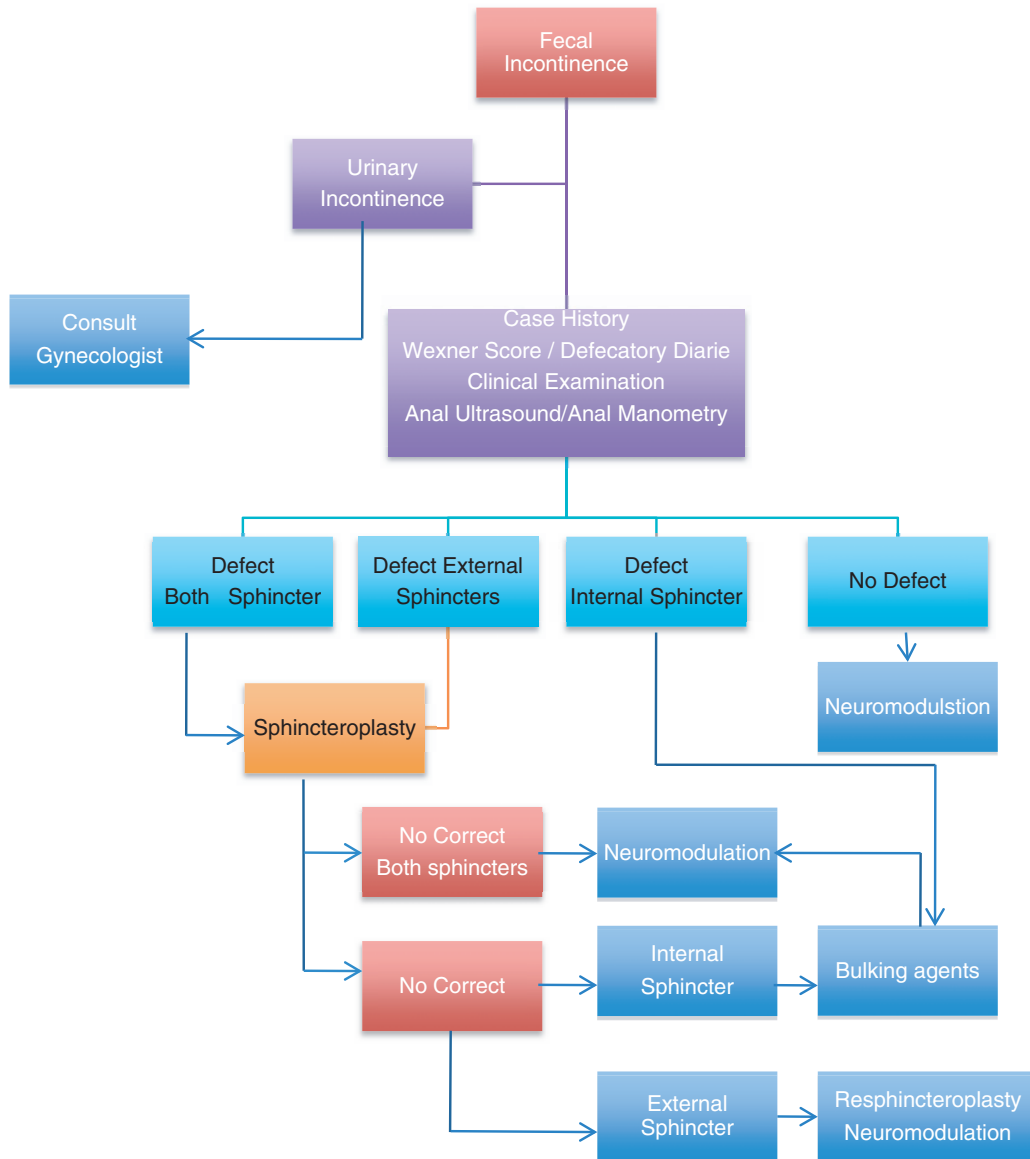 Fecal
Incontinence
Urinary
Incontinence
Consult
Gynecologist
Case History
Wexner Score / Defecatory Diarie
Clinical Examination
Anal Ultrasound/Anal Manometry
Defect
Both Sphincter
Defect External
Sphincters
Defect
Internal Sphincter
No Defect
Neuromodulstion
Sphincteroplasty
No Correct
Both sphincters
Neuromodulation
No Correct
Internal
Sphincter
Bulking agents
External
Sphincter
Resphincteroplasty
Neuromodulation